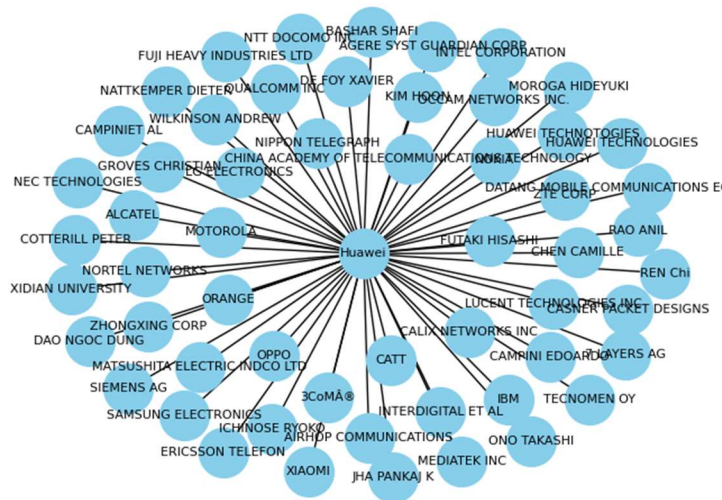 BASHAR SHAFI
NTT DOCOMO INC
AGERE SYST GUARDIAN CORP
INTEL CORPORATION
FUJI HEAVY INDUSTRIES LTD
DE FOY XAVIER
NATTKEMPER DIETER
QUALCOMM INC
KIM HOON
MOROGA HIDEYUKI
OCCAM NETWORKS INC.
WILKINSON ANDREW
CAMPINIET AL
HUAWEI TECHNOTOGIES
NIPPON TELEGRAPH
HUAWEI TECHNOLOGIES
CHINA ACADEMY OF TELECOMMUNICATIONS TECHNOLOGY
NOKIA
GROVES CHRISTIAN
LG ELECTRONICS
NEC TECHNOLOGIES
DATANG MOBILE COMMUNICATIONS EQ
ZTE CORP
ALCATEL
MOTOROLA
RAO ANIL
COTTERILL PETER
FUTAKI HISASHI
Huawei
CHEN CAMILLE
NORTEL NETWORKS
REN Chi
XIDIAN UNIVERSITY
ORANGE
LUCENT TECHNOLOGIES INC
CASNER PACKET DESIGNS
ZHONGXING CORP
CALIX NETWORKS INC
DAO NGOC DUNG
OPPO
CATT
CAMPINI EDOARDO
7 LAYERS AG
MATSUSHITA ELECTRIC INDCO LTD
SIEMENS AG
3CoMÂ®
IBM
TECNOMEN OY
SAMSUNG ELECTRONICS
INTERDIGITAL ET AL
ICHINOSE RYOKO
AIRHOP COMMUNICATIONS
ONO TAKASHI
ERICSSON TELEFON
MEDIATEK INC
XIAOMI
JHA PANKAJ K